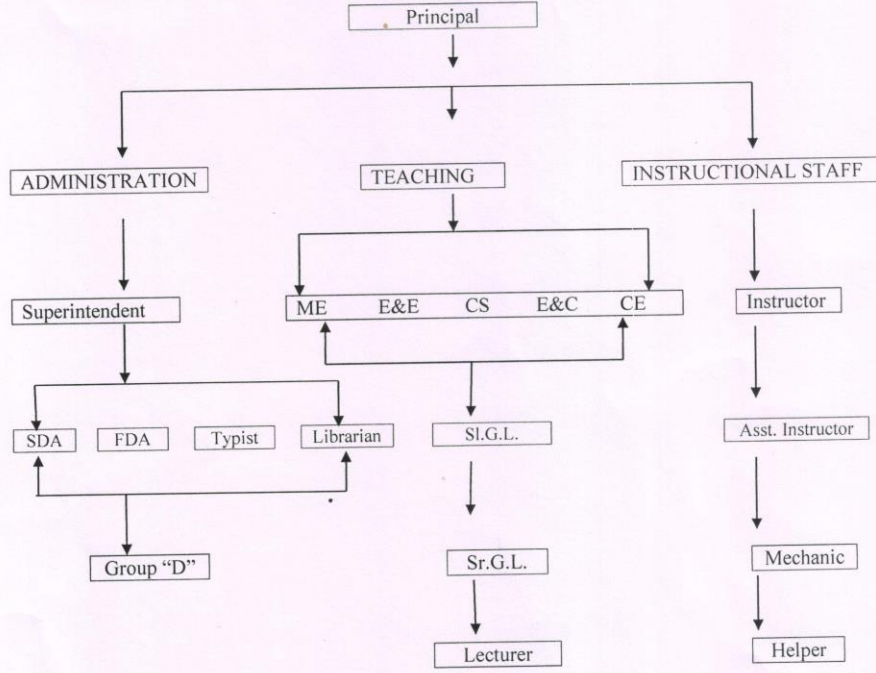 Principal
ADMINISTRATION
TEACHING
INSTRUCTIONAL STAFF
Superintendent
ME E&E CS E&C CE
Instructor
SDA
FDA
Typist
Librarian
Sl.G.L.
Asst. Instructor
Group “D”
Sr.G.L.
Mechanic
Lecturer
Helper